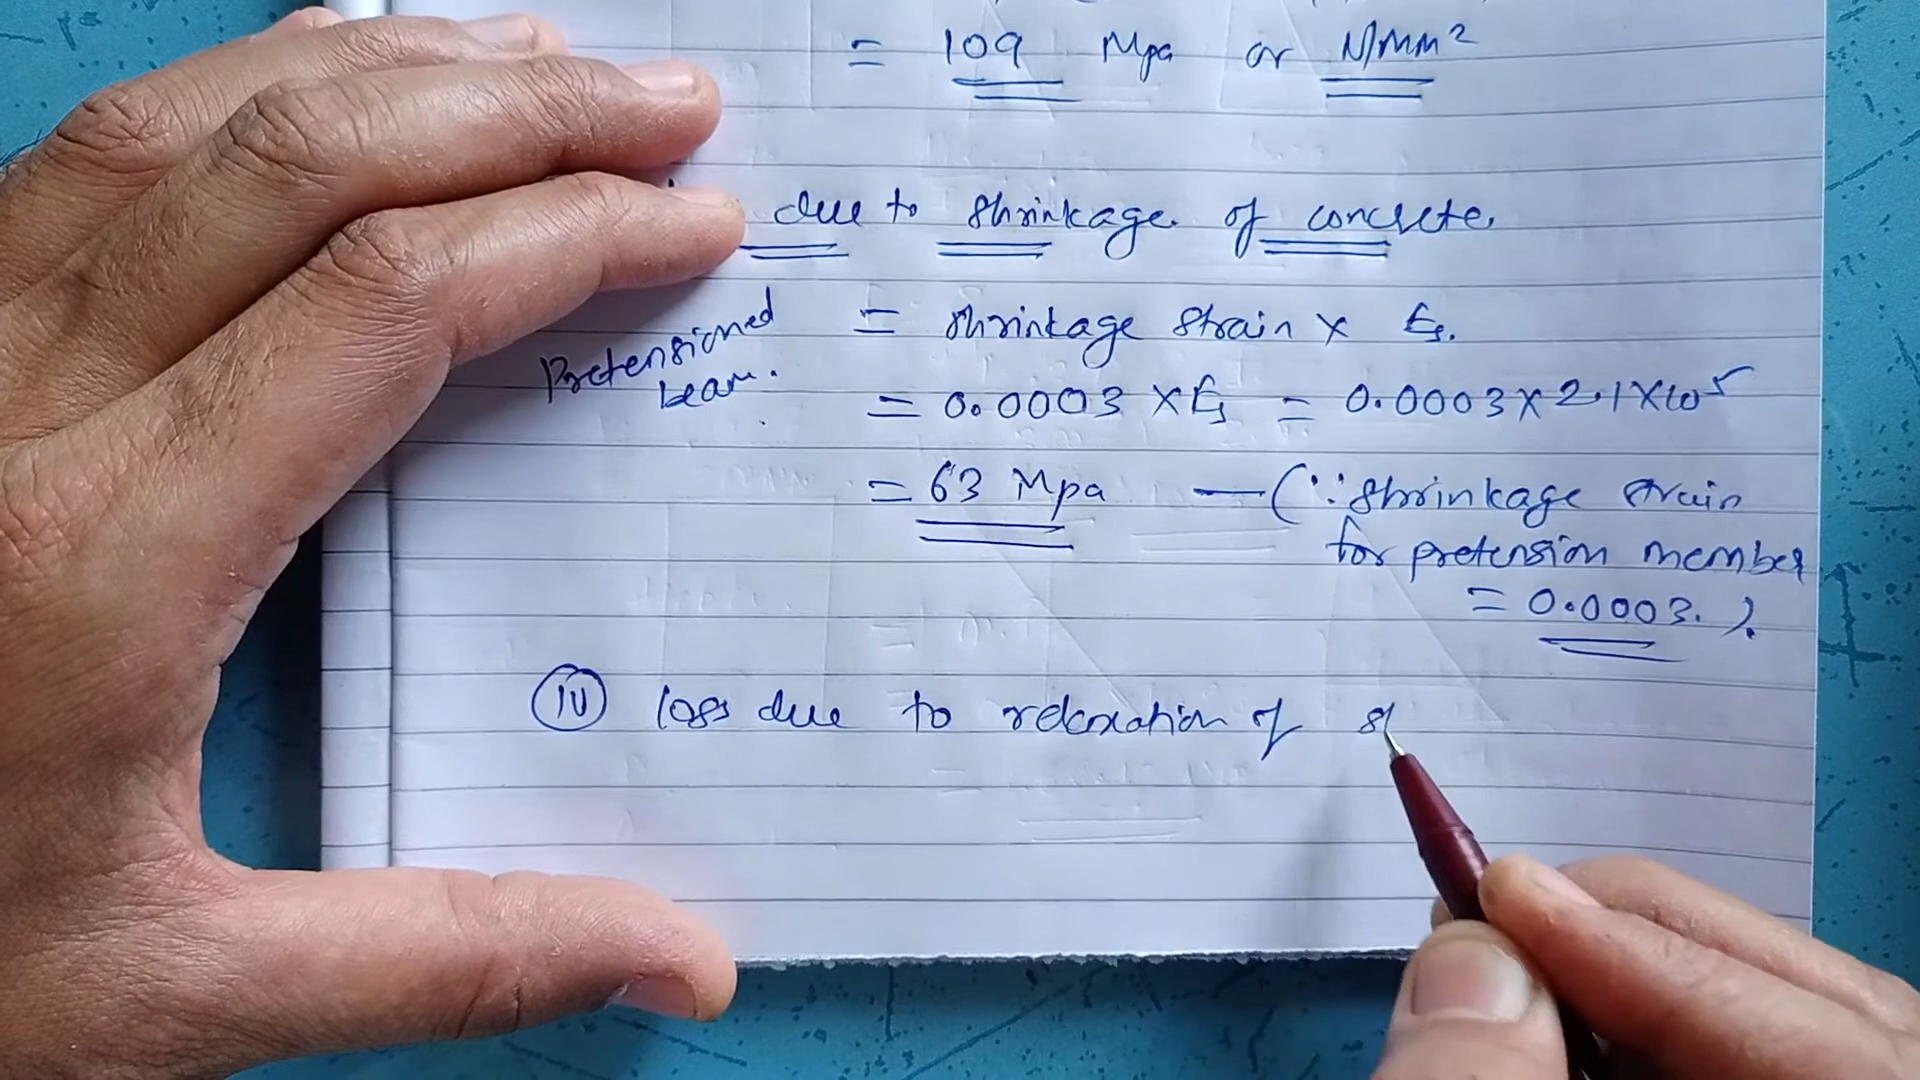 = 109 Mpa or N/mm²
due to shrinkage of concrete
Pretensioned beam.
= shrinkage strain × Es.
= 0.0003 × Es = 0.0003 × 2.1 × 10⁵
= 63 Mpa — (∵ shrinkage strain
for pretension member
= 0.0003.).
(iv) loss due to relaxation of st